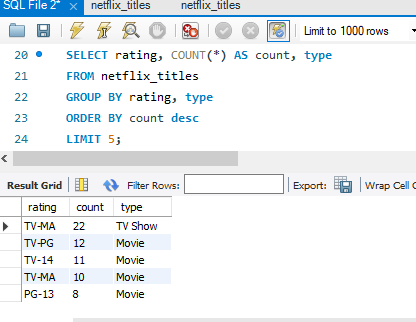 SQL File 2* netflix_titles netflix_titles
Limit to 1000 rows
20 SELECT rating, COUNT(*) AS count, type
21 FROM netflix_titles
22 GROUP BY rating, type
23 ORDER BY count desc
24 LIMIT 5;
Result Grid Filter Rows: Export: Wrap Cell C
rating count type
TV-MA 22 TV Show
TV-PG 12 Movie
TV-14 11 Movie
TV-MA 10 Movie
PG-13 8 Movie